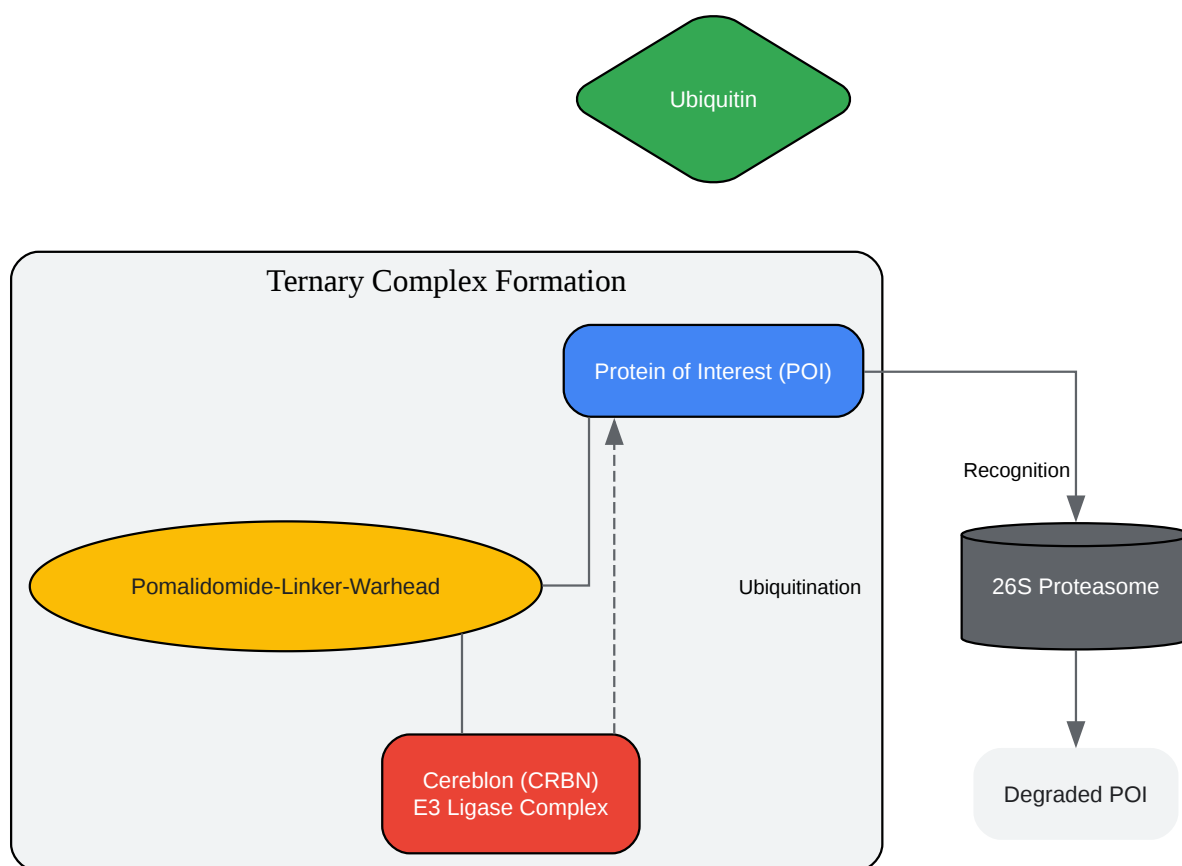 Ubiquitin
Ternary Complex Formation
Protein of Interest (POI)
Recognition
Pomalidomide-Linker-Warhead
Ubiquitination
26S Proteasome
Cereblon (CRBN)
E3 Ligase Complex
Degraded POI